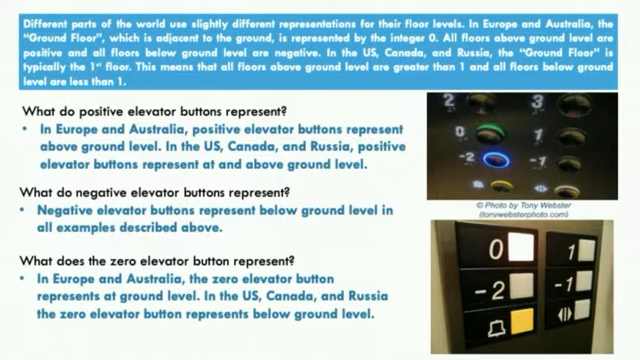 Different parts of the world use slightly different representations for their floor levels. In Europe and Australia, the
“Ground Floor”, which is adjacent to the ground, is represented by the integer 0. All floors above ground level are
positive and all floors below ground level are negative. In the US, Canada, and Russia, the “Ground Floor” is
typically the 1st floor. This means that all floors above ground level are greater than 1 and all floors below ground
level are less than 1.
What do positive elevator buttons represent?
• In Europe and Australia, positive elevator buttons represent
above ground level. In the US, Canada, and Russia, positive
elevator buttons represent at and above ground level.
What do negative elevator buttons represent?
• Negative elevator buttons represent below ground level in
all examples described above.
What does the zero elevator button represent?
• In Europe and Australia, the zero elevator button
represents at ground level. In the US, Canada, and Russia
the zero elevator button represents below ground level.
2 3
0 1
-2 -1
© Photo by Tony Webster
(tonywebsterphoto.com)
0 1
-2 -1